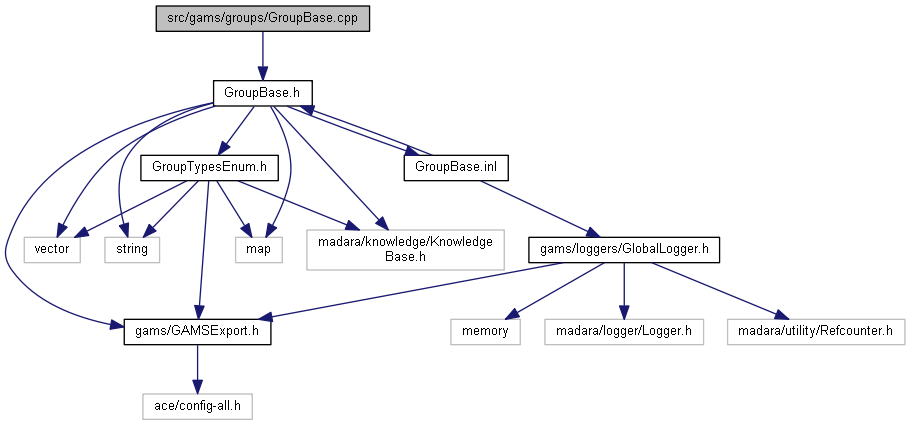 src/gams/groups/GroupBase.cpp
GroupBase.h
GroupTypesEnum.h
GroupBase.inl
vector
string
map
madara/knowledge/Knowledge
Base.h
gams/loggers/GlobalLogger.h
gams/GAMSExport.h
memory
madara/logger/Logger.h
madara/utility/Refcounter.h
ace/config-all.h